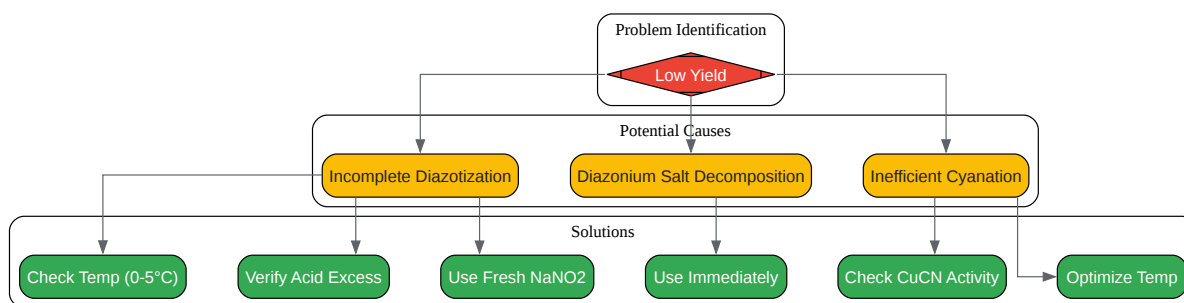 Problem Identification
Low Yield
Potential Causes
Incomplete Diazotization
Diazonium Salt Decomposition
Inefficient Cyanation
Solutions
Check Temp (0-5°C)
Verify Acid Excess
Use Fresh NaNO2
Use Immediately
Check CuCN Activity
Optimize Temp